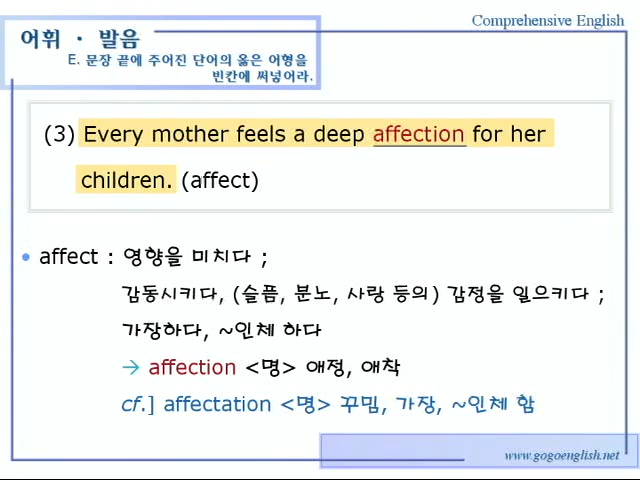 Comprehensive English
어휘 · 발음
E. 문장 끝에 주어진 단어의 옳은 어형을
빈칸에 써넣어라.
(3) Every mother feels a deep affection for her
children. (affect)
• affect : 영향을 미치다 ;
감동시키다, (슬픔, 분노, 사랑 등의) 감정을 일으키다 ;
가장하다, ~인체 하다
→ affection <명> 애정, 애착
cf.] affectation <명> 꾸밈, 가장, ~인체 함
www.gogoenglish.net